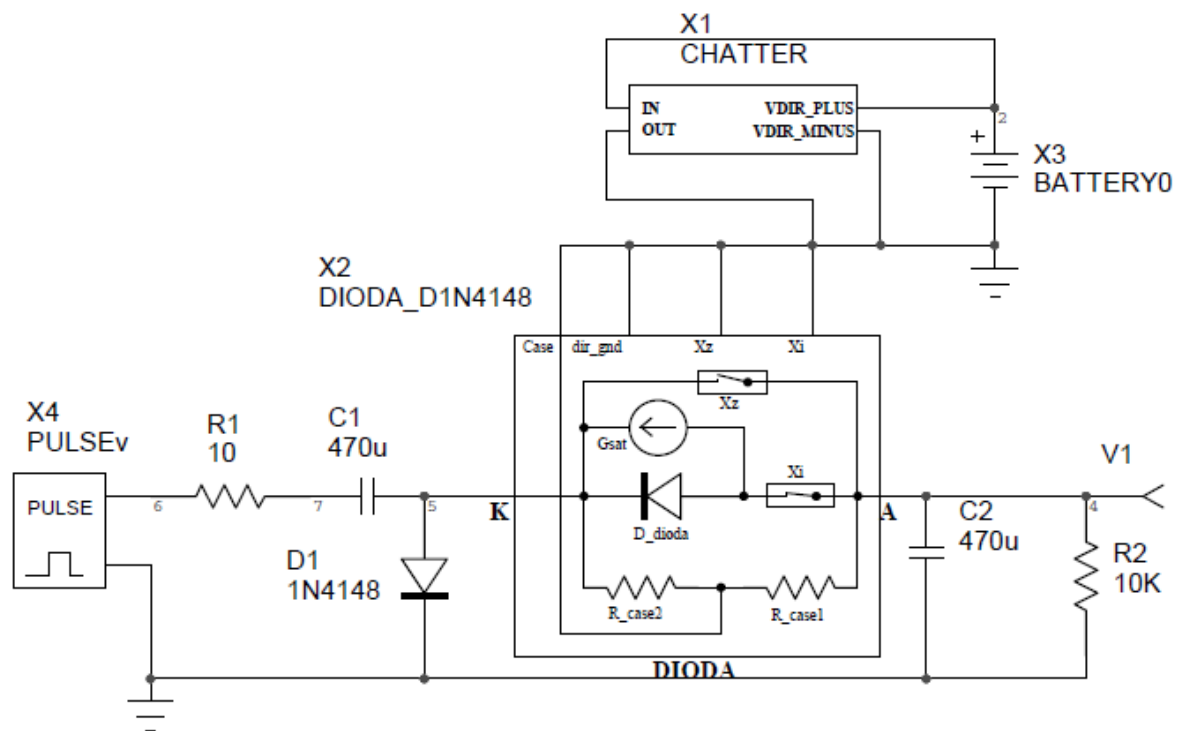 X1
CHATTER
IN
VDIR_PLUS
OUT
VDIR_MINUS
2
+
X3
BATTERY0
X2
DIODA_D1N4148
Case
dir_gnd
Xz
Xi
Xz
Gsat
Xi
X4
PULSEv
R1
10
C1
470u
V1
PULSE
6
7
5
K
A
4
D_dioda
C2
470u
D1
1N4148
R2
10K
R_case2
R_case1
DIODA